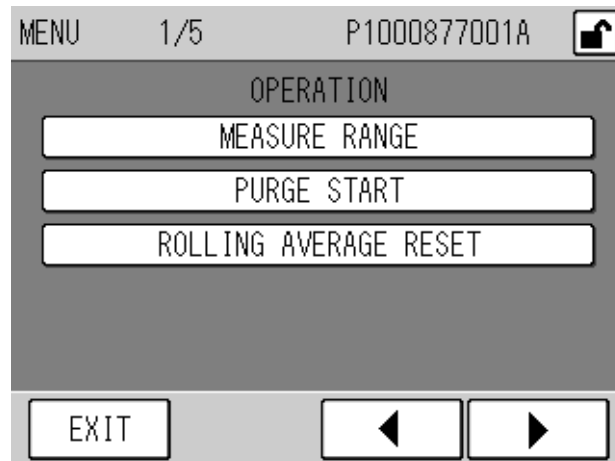 MENU 1/5 P1000877001A
OPERATION
MEASURE RANGE
PURGE START
ROLLING AVERAGE RESET
EXIT